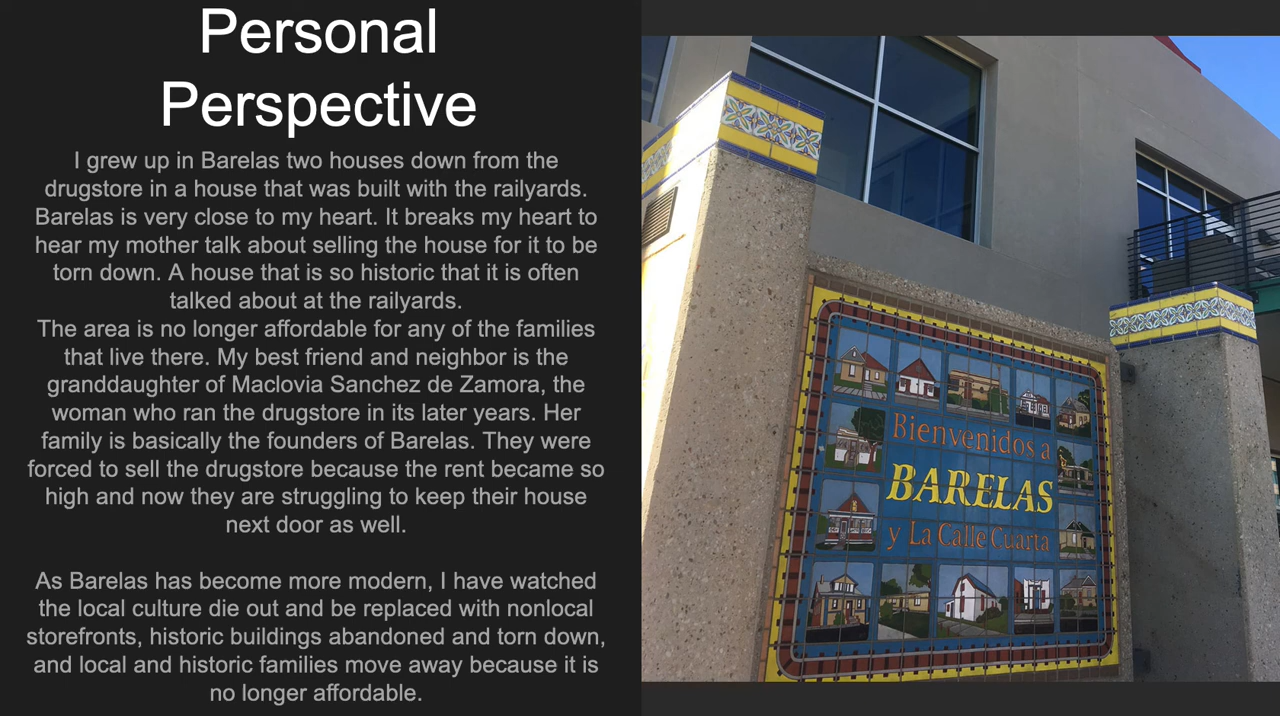 Personal
Perspective
I grew up in Barelas two houses down from the
drugstore in a house that was built with the railyards.
Barelas is very close to my heart. It breaks my heart to
hear my mother talk about selling the house for it to be
torn down. A house that is so historic that it is often
talked about at the railyards.
The area is no longer affordable for any of the families
that live there. My best friend and neighbor is the
granddaughter of Maclovia Sanchez de Zamora, the
woman who ran the drugstore in its later years. Her
family is basically the founders of Barelas. They were
forced to sell the drugstore because the rent became so
high and now they are struggling to keep their house
next door as well.
As Barelas has become more modern, I have watched
the local culture die out and be replaced with nonlocal
storefronts, historic buildings abandoned and torn down,
and local and historic families move away because it is
no longer affordable.
Bienvenidos a
BARELAS
y La Calle Cuarta